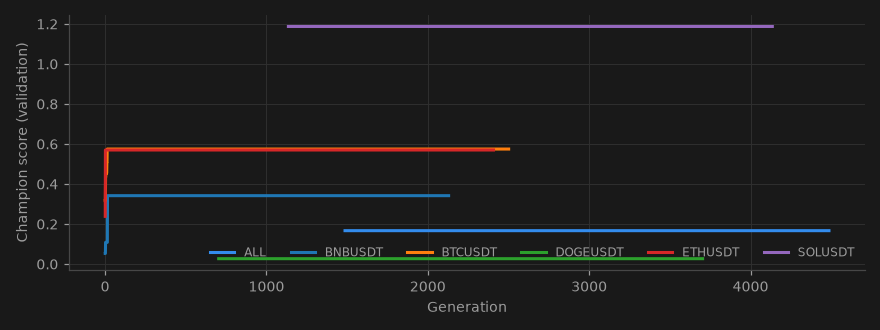 Champion score (validation)
1.2
1.0
0.8
0.6
0.4
0.2
0.0
ALL BNBUSDT BTCUSDT DOGEUSDT ETHUSDT SOLUSDT
0 1000 2000 3000 4000
Generation